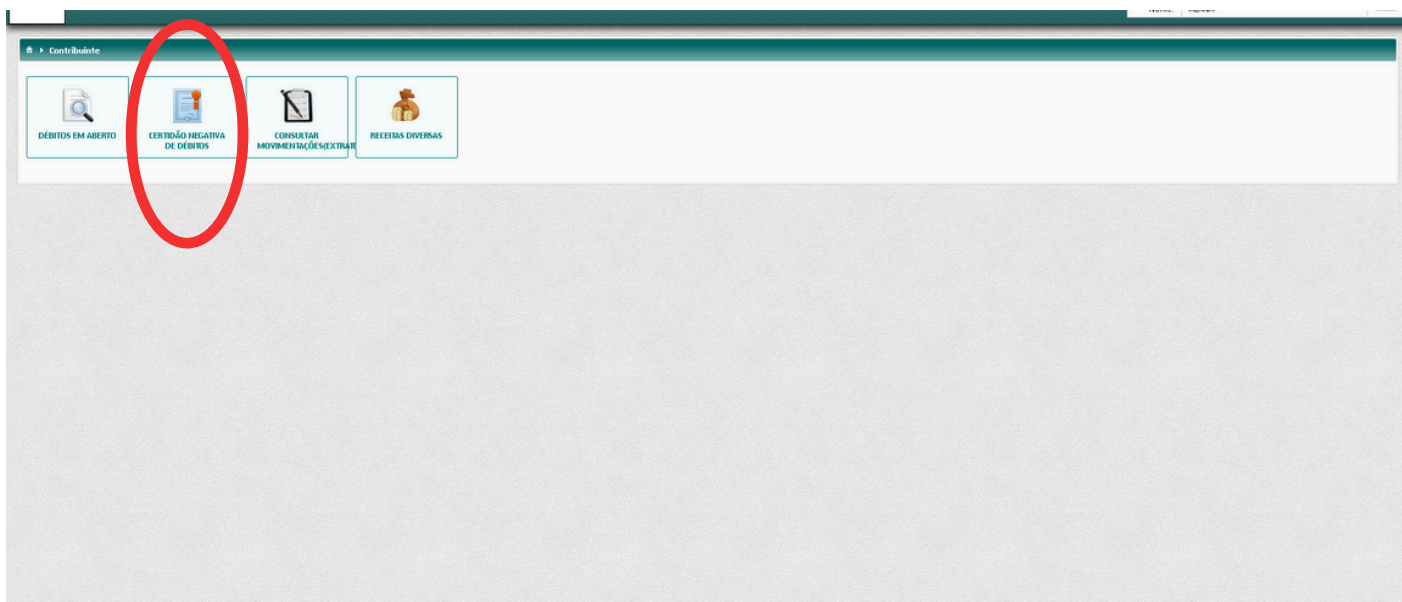 Contribuinte
DÉBITOS EM ABERTO
CERTIDÃO NEGATIVA
DE DÉBITOS
CONSULTAR
MOVIMENTAÇÕES(EXTRAT
RECEITAS DIVERSAS